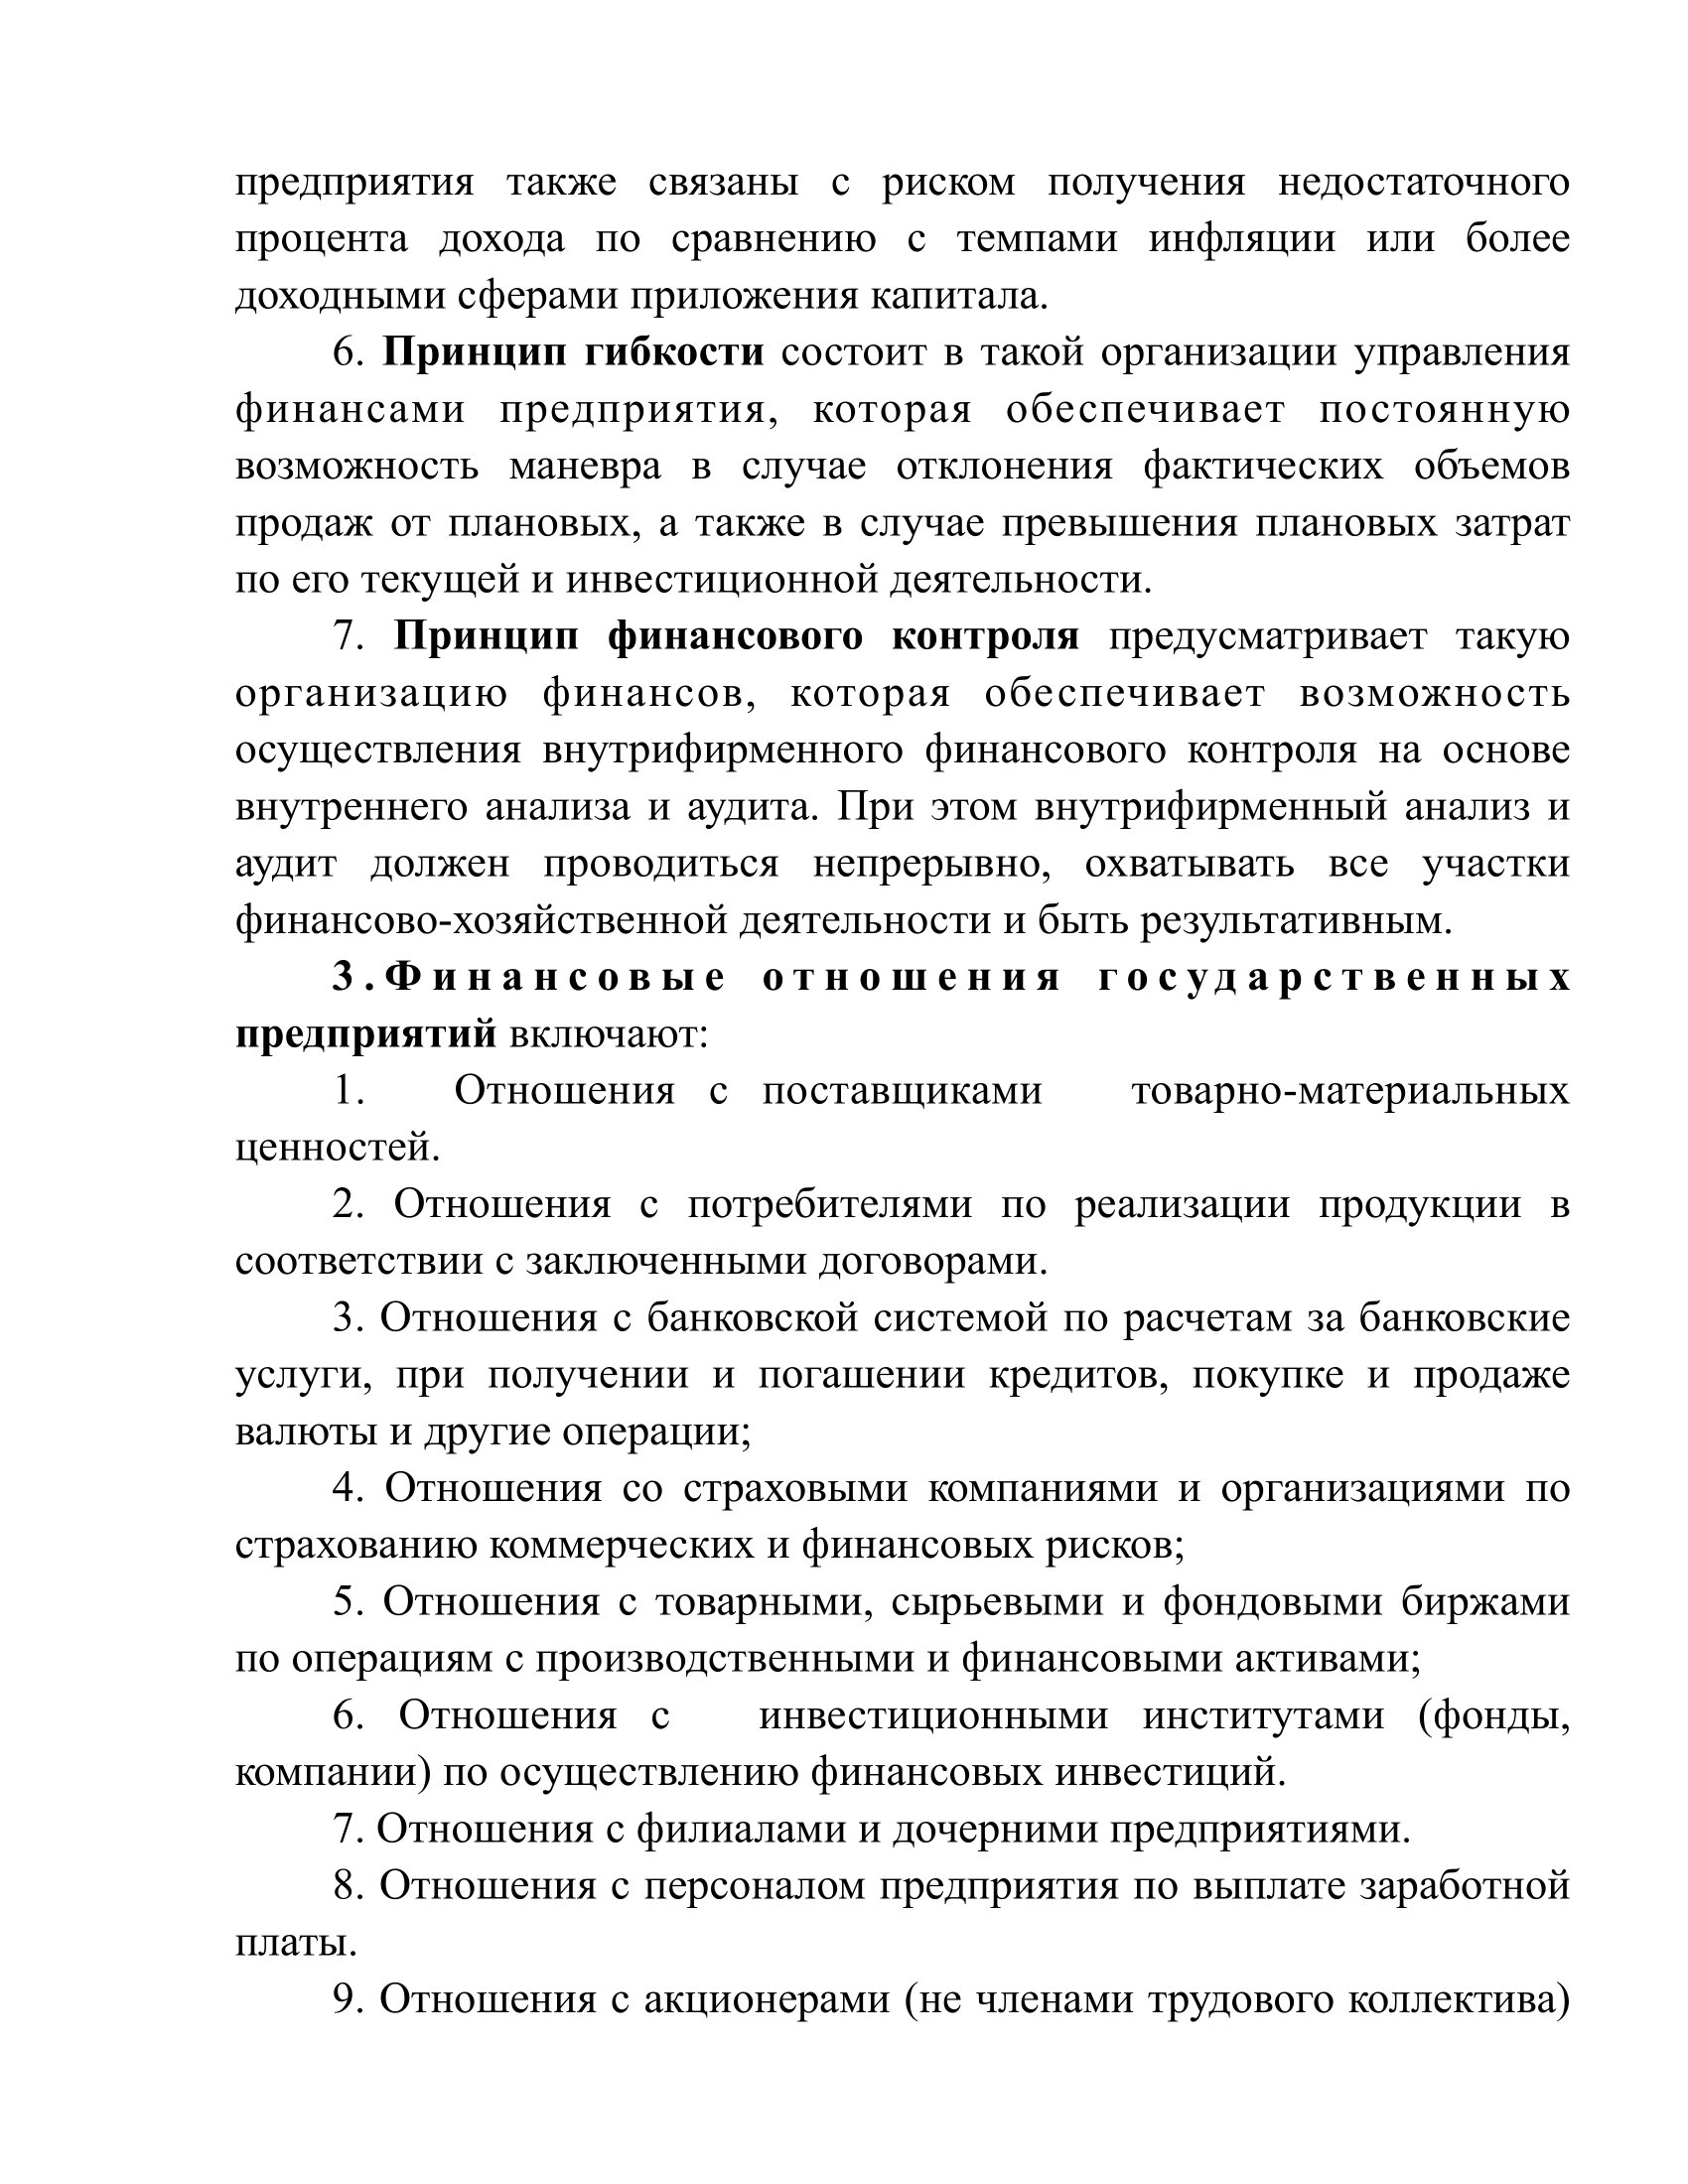 предприятия также связаны с риском получения недостаточного
процента дохода по сравнению с темпами инфляции или более
доходными сферами приложения капитала.
6. Принцип гибкости состоит в такой организации управления
финансами предприятия, которая обеспечивает постоянную
возможность маневра в случае отклонения фактических объемов
продаж от плановых, а также в случае превышения плановых затрат
по его текущей и инвестиционной деятельности.
7. Принцип финансового контроля предусматривает такую
организацию финансов, которая обеспечивает возможность
осуществления внутрифирменного финансового контроля на основе
внутреннего анализа и аудита. При этом внутрифирменный анализ и
аудит должен проводиться непрерывно, охватывать все участки
финансово-хозяйственной деятельности и быть результативным.
3.Финансовые отношения государственных
предприятий включают:
1. Отношения с поставщиками товарно-материальных
ценностей.
2. Отношения с потребителями по реализации продукции в
соответствии с заключенными договорами.
3. Отношения с банковской системой по расчетам за банковские
услуги, при получении и погашении кредитов, покупке и продаже
валюты и другие операции;
4. Отношения со страховыми компаниями и организациями по
страхованию коммерческих и финансовых рисков;
5. Отношения с товарными, сырьевыми и фондовыми биржами
по операциям с производственными и финансовыми активами;
6. Отношения с инвестиционными институтами (фонды,
компании) по осуществлению финансовых инвестиций.
7. Отношения с филиалами и дочерними предприятиями.
8. Отношения с персоналом предприятия по выплате заработной
платы.
9. Отношения с акционерами (не членами трудового коллектива)